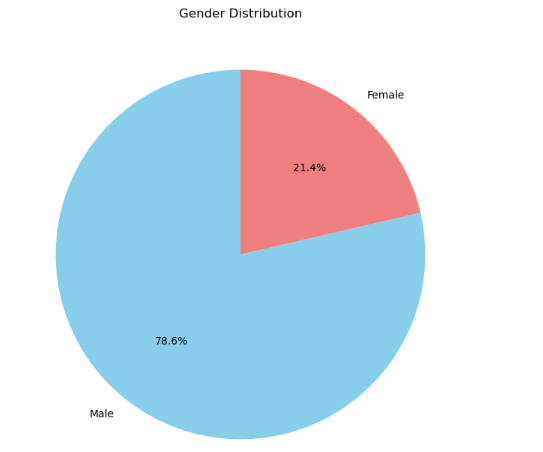 Gender Distribution
Female
21.4%
78.6%
Male